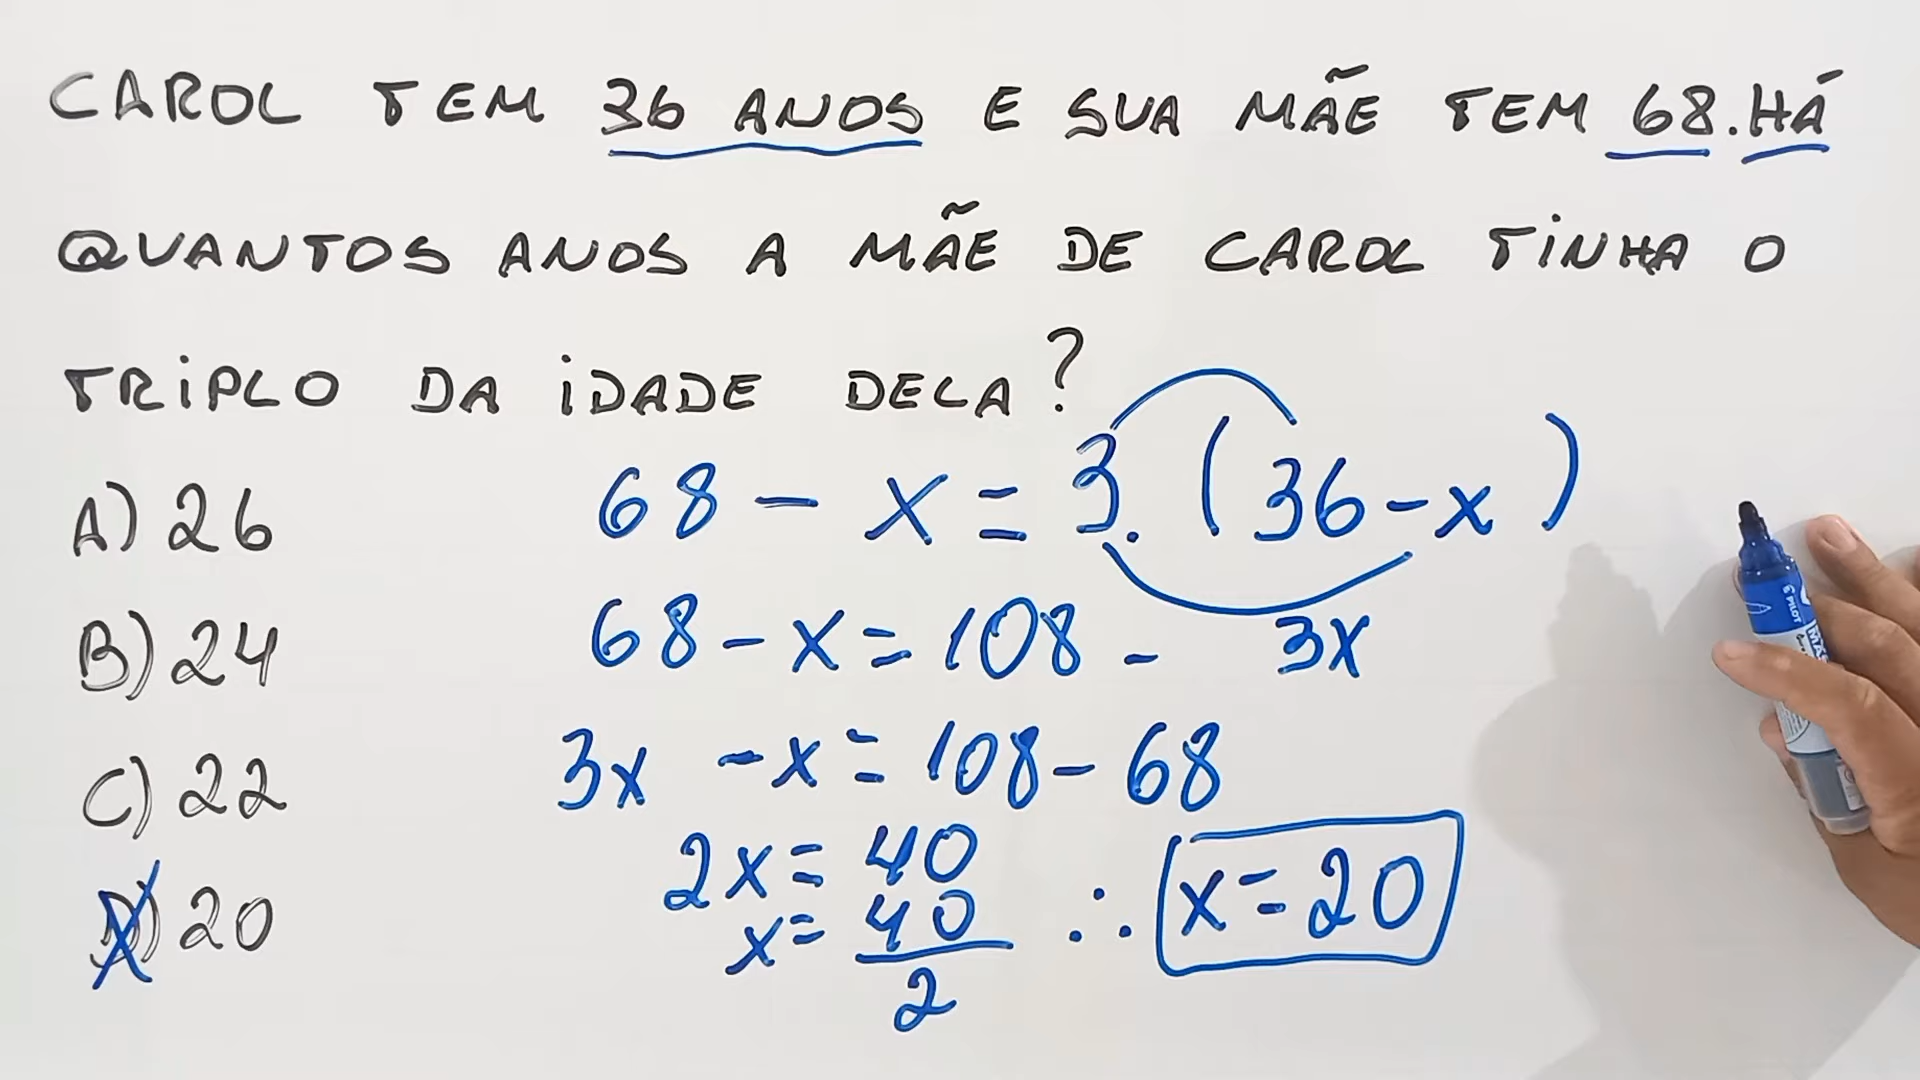 CAROL TEM 36 ANOS E SUA MÃE TEM 68. HÁ
QUANTOS ANOS A MÃE DE CAROL TINHA O
TRIPLO DA IDADE DELA?
A) 26
B) 24
C) 22
D) 20
68 - x = 3. (36 - x)
68 - x = 108 - 3x
3x - x = 108 - 68
2x = 40
x = 40/2 ∴ x = 20
PILOT